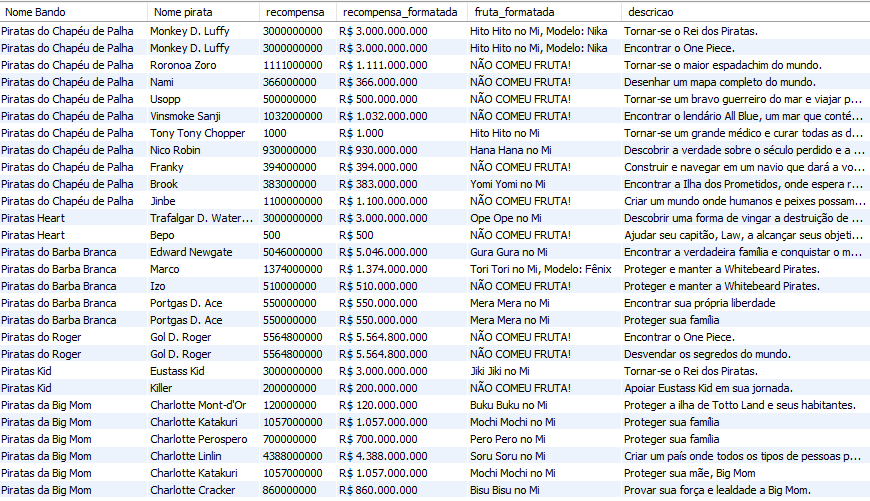 Nome Bando Nome pirata recompensa recompensa_formatada fruta_formatada descricao
Piratas do Chapéu de Palha Monkey D. Luffy 3000000000 R$ 3.000.000.000 Hito Hito no Mi, Modelo: Nika Tornar-se o Rei dos Piratas.
Piratas do Chapéu de Palha Monkey D. Luffy 3000000000 R$ 3.000.000.000 Hito Hito no Mi, Modelo: Nika Encontrar o One Piece.
Piratas do Chapéu de Palha Roronoa Zoro 1111000000 R$ 1.111.000.000 NÃO COMEU FRUTA! Tornar-se o maior espadachim do mundo.
Piratas do Chapéu de Palha Nami 366000000 R$ 366.000.000 NÃO COMEU FRUTA! Desenhar um mapa completo do mundo.
Piratas do Chapéu de Palha Usopp 500000000 R$ 500.000.000 NÃO COMEU FRUTA! Tornar-se um bravo guerreiro do mar e viajar p...
Piratas do Chapéu de Palha Vinsmoke Sanji 1032000000 R$ 1.032.000.000 NÃO COMEU FRUTA! Encontrar o lendário All Blue, um mar que conté...
Piratas do Chapéu de Palha Tony Tony Chopper 1000 R$ 1.000 Hito Hito no Mi Tornar-se um grande médico e curar todas as d...
Piratas do Chapéu de Palha Nico Robin 930000000 R$ 930.000.000 Hana Hana no Mi Descobrir a verdade sobre o século perdido e a ...
Piratas do Chapéu de Palha Franky 394000000 R$ 394.000.000 NÃO COMEU FRUTA! Construir e navegar em um navio que dará a vo...
Piratas do Chapéu de Palha Brook 383000000 R$ 383.000.000 Yomi Yomi no Mi Encontrar a Ilha dos Prometidos, onde espera r...
Piratas do Chapéu de Palha Jinbe 1100000000 R$ 1.100.000.000 NÃO COMEU FRUTA! Criar um mundo onde humanos e peixes possam...
Piratas Heart Trafalgar D. Water... 3000000000 R$ 3.000.000.000 Ope Ope no Mi Descobrir uma forma de vingar a destruição de ...
Piratas Heart Bepo 500 R$ 500 NÃO COMEU FRUTA! Ajudar seu capitão, Law, a alcançar seus objeti...
Piratas do Barba Branca Edward Newgate 5046000000 R$ 5.046.000.000 Gura Gura no Mi Encontrar a verdadeira família e conquistar o m...
Piratas do Barba Branca Marco 1374000000 R$ 1.374.000.000 Tori Tori no Mi, Modelo: Fênix Proteger e manter a Whitebeard Pirates.
Piratas do Barba Branca Izo 510000000 R$ 510.000.000 NÃO COMEU FRUTA! Proteger e manter a Whitebeard Pirates.
Piratas do Barba Branca Portgas D. Ace 550000000 R$ 550.000.000 Mera Mera no Mi Encontrar sua própria liberdade
Piratas do Barba Branca Portgas D. Ace 550000000 R$ 550.000.000 Mera Mera no Mi Proteger sua família
Piratas do Roger Gol D. Roger 5564800000 R$ 5.564.800.000 NÃO COMEU FRUTA! Encontrar o One Piece.
Piratas do Roger Gol D. Roger 5564800000 R$ 5.564.800.000 NÃO COMEU FRUTA! Desvendar os segredos do mundo.
Piratas Kid Eustass Kid 3000000000 R$ 3.000.000.000 Jiki Jiki no Mi Tornar-se o Rei dos Piratas.
Piratas Kid Killer 200000000 R$ 200.000.000 NÃO COMEU FRUTA! Apoiar Eustass Kid em sua jornada.
Piratas da Big Mom Charlotte Mont-d'Or 120000000 R$ 120.000.000 Buku Buku no Mi Proteger a ilha de Totto Land e seus habitantes.
Piratas da Big Mom Charlotte Katakuri 1057000000 R$ 1.057.000.000 Mochi Mochi no Mi Proteger sua família
Piratas da Big Mom Charlotte Perospero 700000000 R$ 700.000.000 Pero Pero no Mi Proteger sua família
Piratas da Big Mom Charlotte Linlin 4388000000 R$ 4.388.000.000 Soru Soru no Mi Criar um país onde todos os tipos de pessoas p...
Piratas da Big Mom Charlotte Katakuri 1057000000 R$ 1.057.000.000 Mochi Mochi no Mi Proteger sua mãe, Big Mom
Piratas da Big Mom Charlotte Cracker 860000000 R$ 860.000.000 Bisu Bisu no Mi Provar sua força e lealdade a Big Mom.